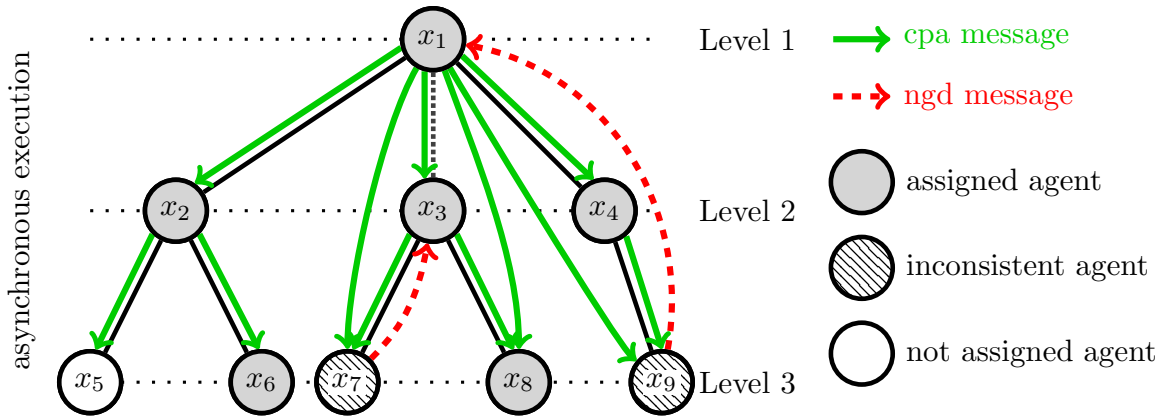 asynchronous execution
x1
Level 1
x2
x3
x4
Level 2
x5
x6
x7
x8
x9
Level 3
cpa message
ngd message
assigned agent
inconsistent agent
not assigned agent